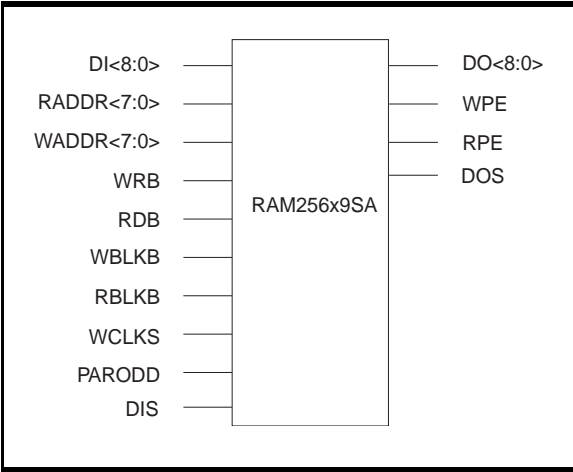 DI<8:0>
RADDR<7:0>
WADDR<7:0>
WRB
RDB
WBLKB
RBLKB
WCLKS
PARODD
DIS
RAM256x9SA
DO<8:0>
WPE
RPE
DOS